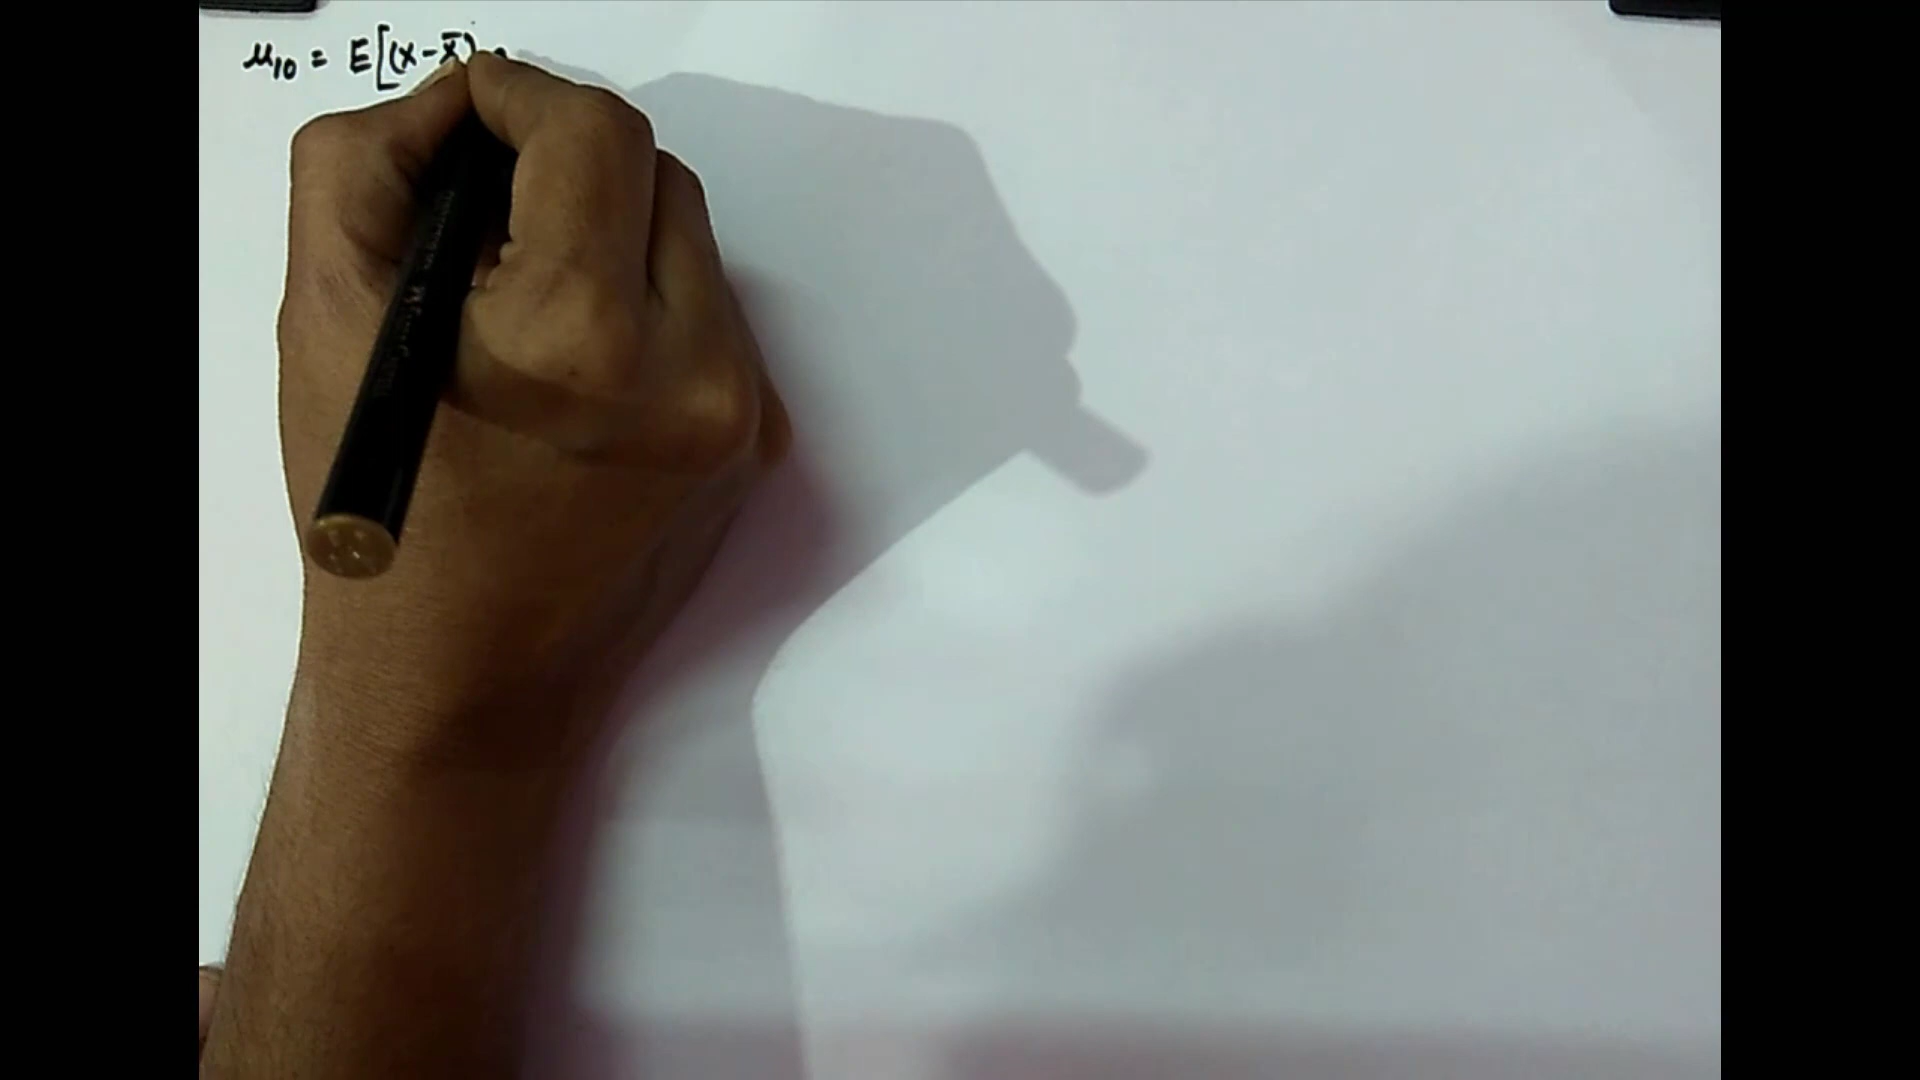 μ₁₀ = E[(x-x̄)